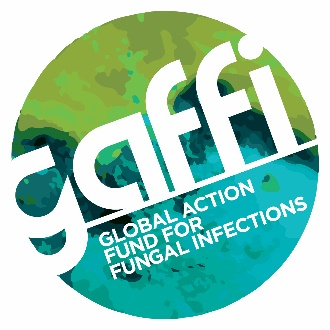 gaffi
GLOBAL ACTION
FUND FOR
FUNGAL INFECTIONS